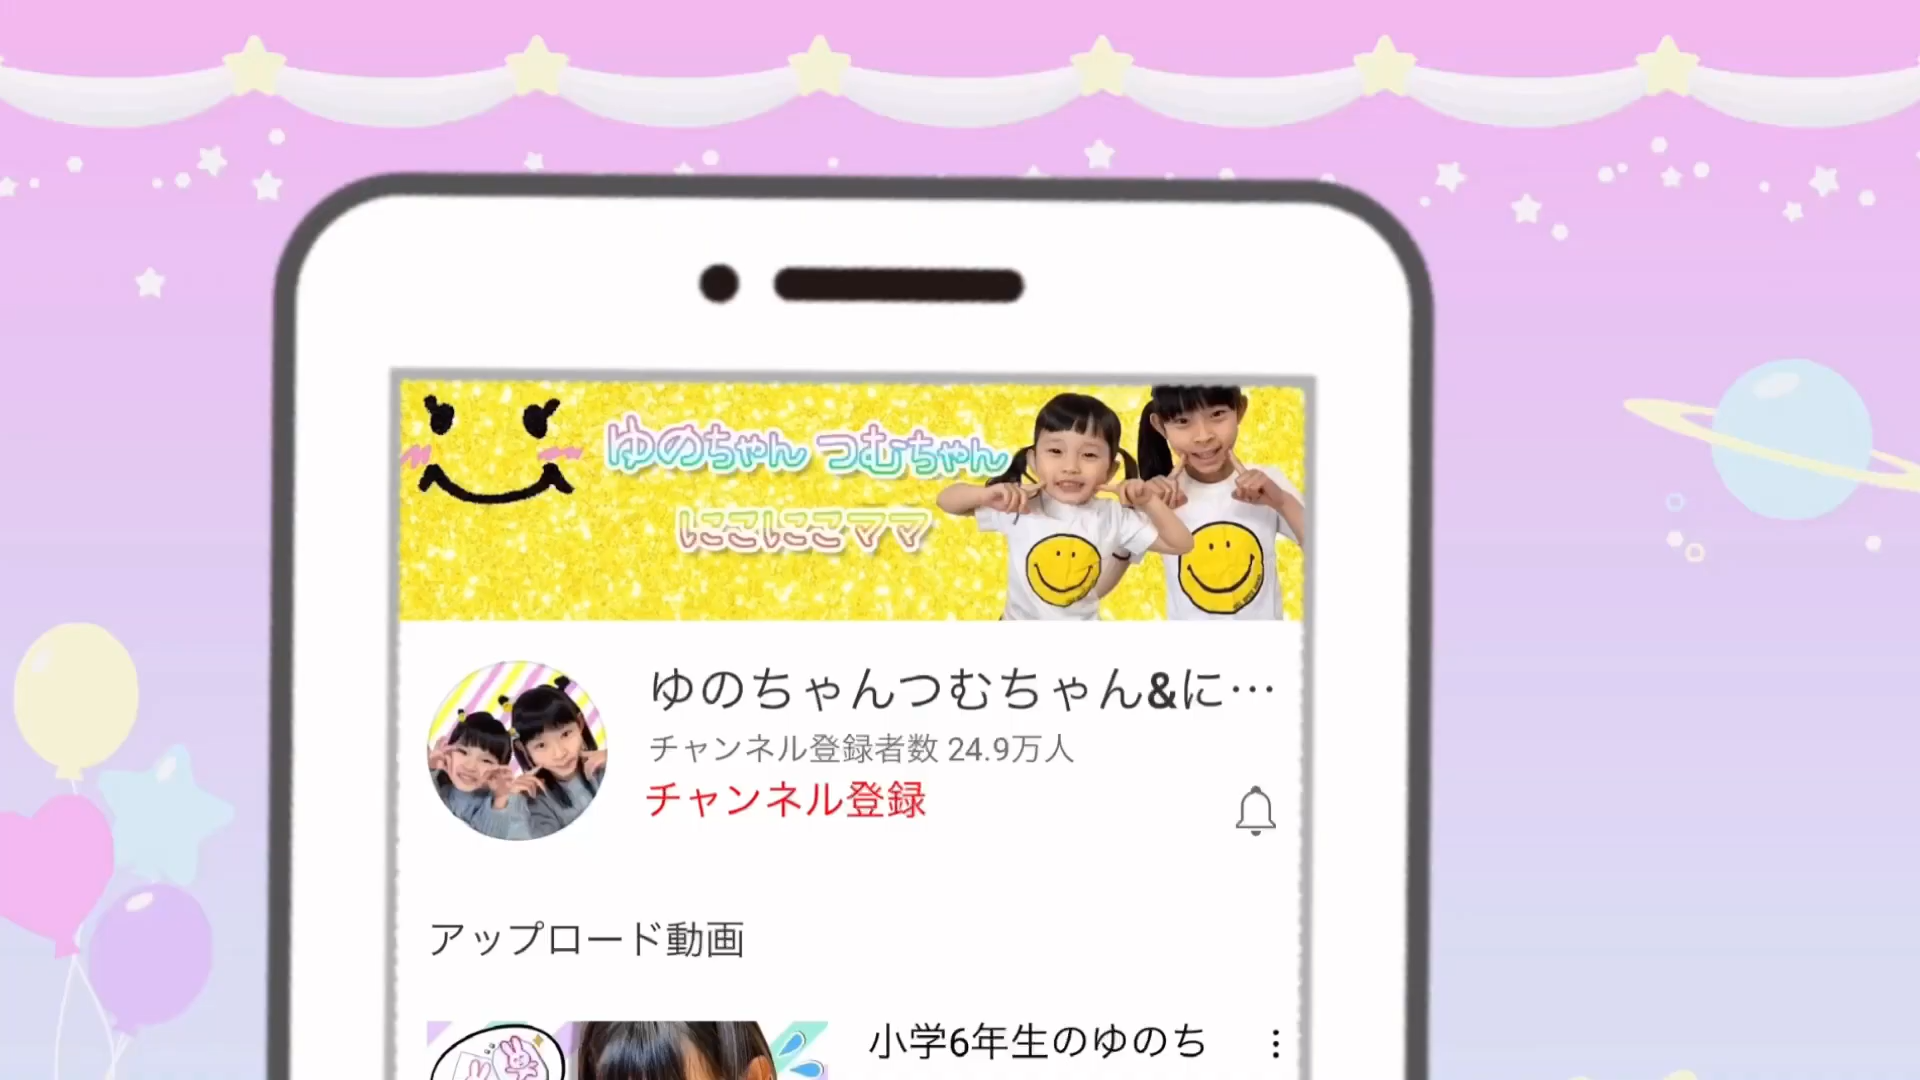 ゆのちゃん つむちゃん
にこにこママ
ゆのちゃんつむちゃん&に…
チャンネル登録者数 24.9万人
チャンネル登録
アップロード動画
小学6年生のゆのち